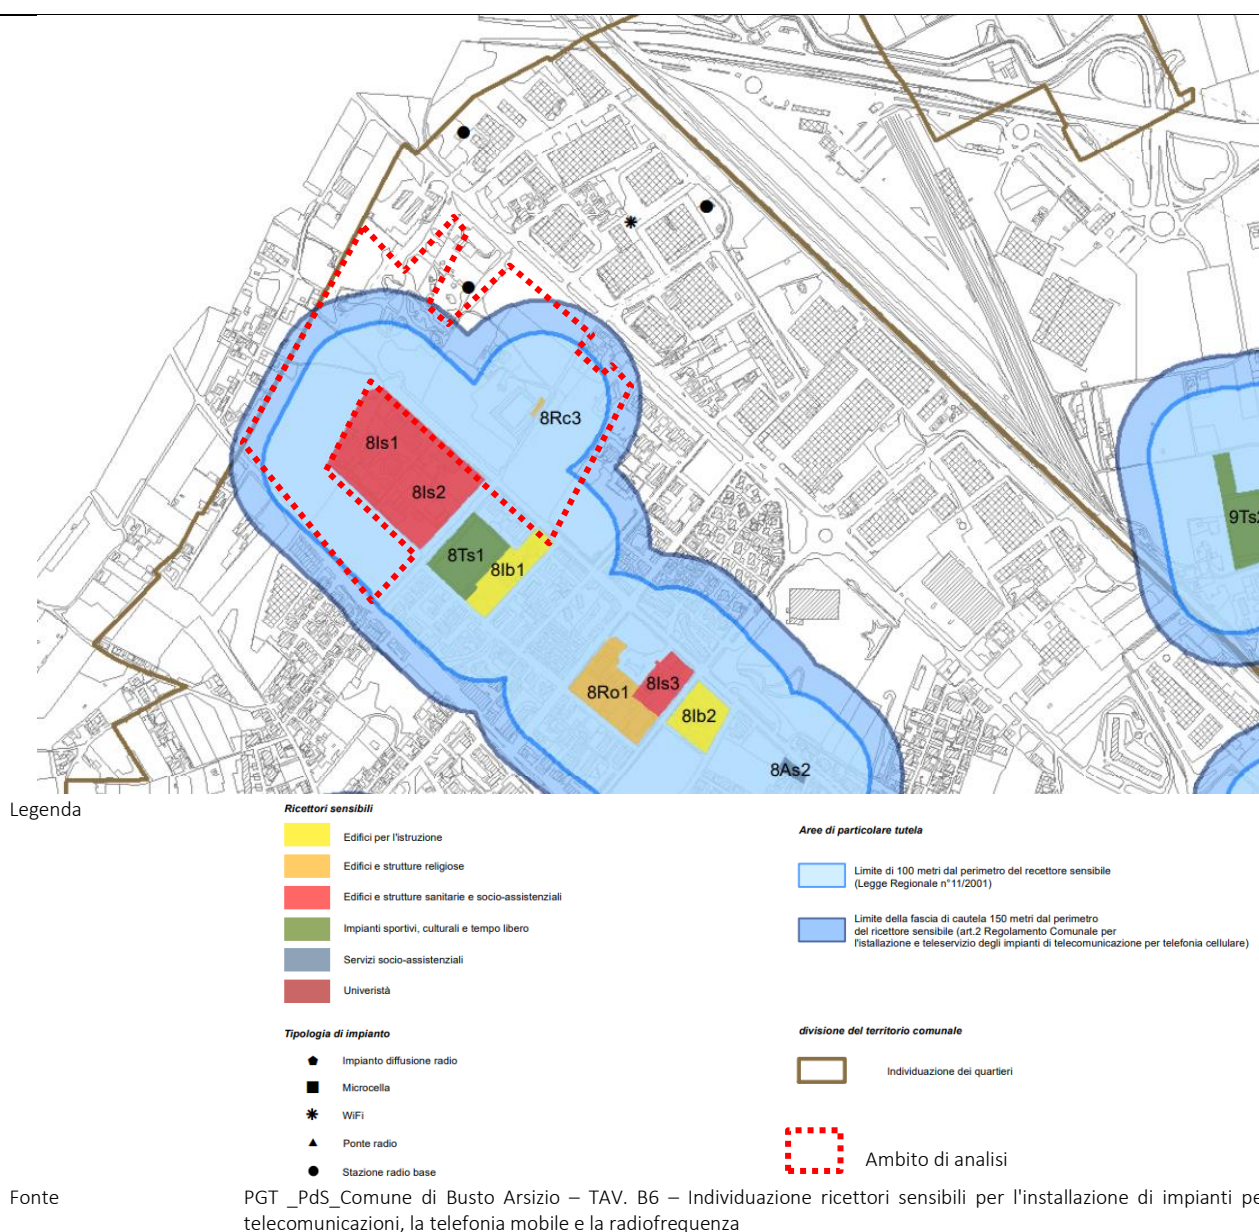 8Rc3
8Is1
8Is2
8Ts1
8Ib1
9Ts2
8Ro1
8Is3
8Ib2
8As2
Legenda
Ricettori sensibili
Edifici per l'istruzione
Edifici e strutture religiose
Edifici e strutture sanitarie e socio-assistenziali
Impianti sportivi, culturali e tempo libero
Servizi socio-assistenziali
Univeristà
Tipologia di impianto
Impianto diffusione radio
Microcella
WiFi
Ponte radio
Stazione radio base
Aree di particolare tutela
Limite di 100 metri dal perimetro del recettore sensibile
(Legge Regionale n°11/2001)
Limite della fascia di cautela 150 metri dal perimetro
del ricettore sensibile (art.2 Regolamento Comunale per
l'istallazione e teleservizio degli impianti di telecomunicazione per telefonia cellulare)
divisione del territorio comunale
Individuazione dei quartieri
Ambito di analisi
Fonte
PGT _PdS_Comune di Busto Arsizio – TAV. B6 – Individuazione ricettori sensibili per l'installazione di impianti pe
telecomunicazioni, la telefonia mobile e la radiofrequenza